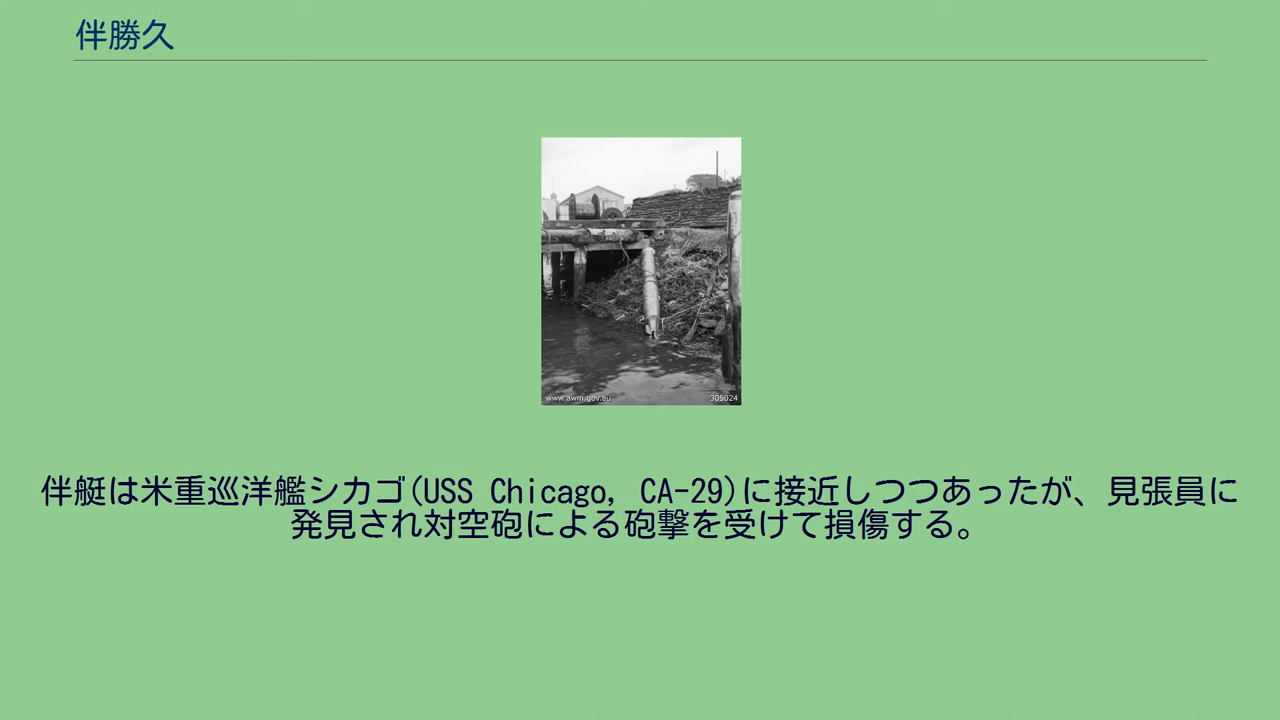 伴勝久
www.awm.gov.au
305024
伴艇は米重巡洋艦シカゴ(USS Chicago, CA-29)に接近しつつあったが、見張員に
発見され対空砲による砲撃を受けて損傷する。